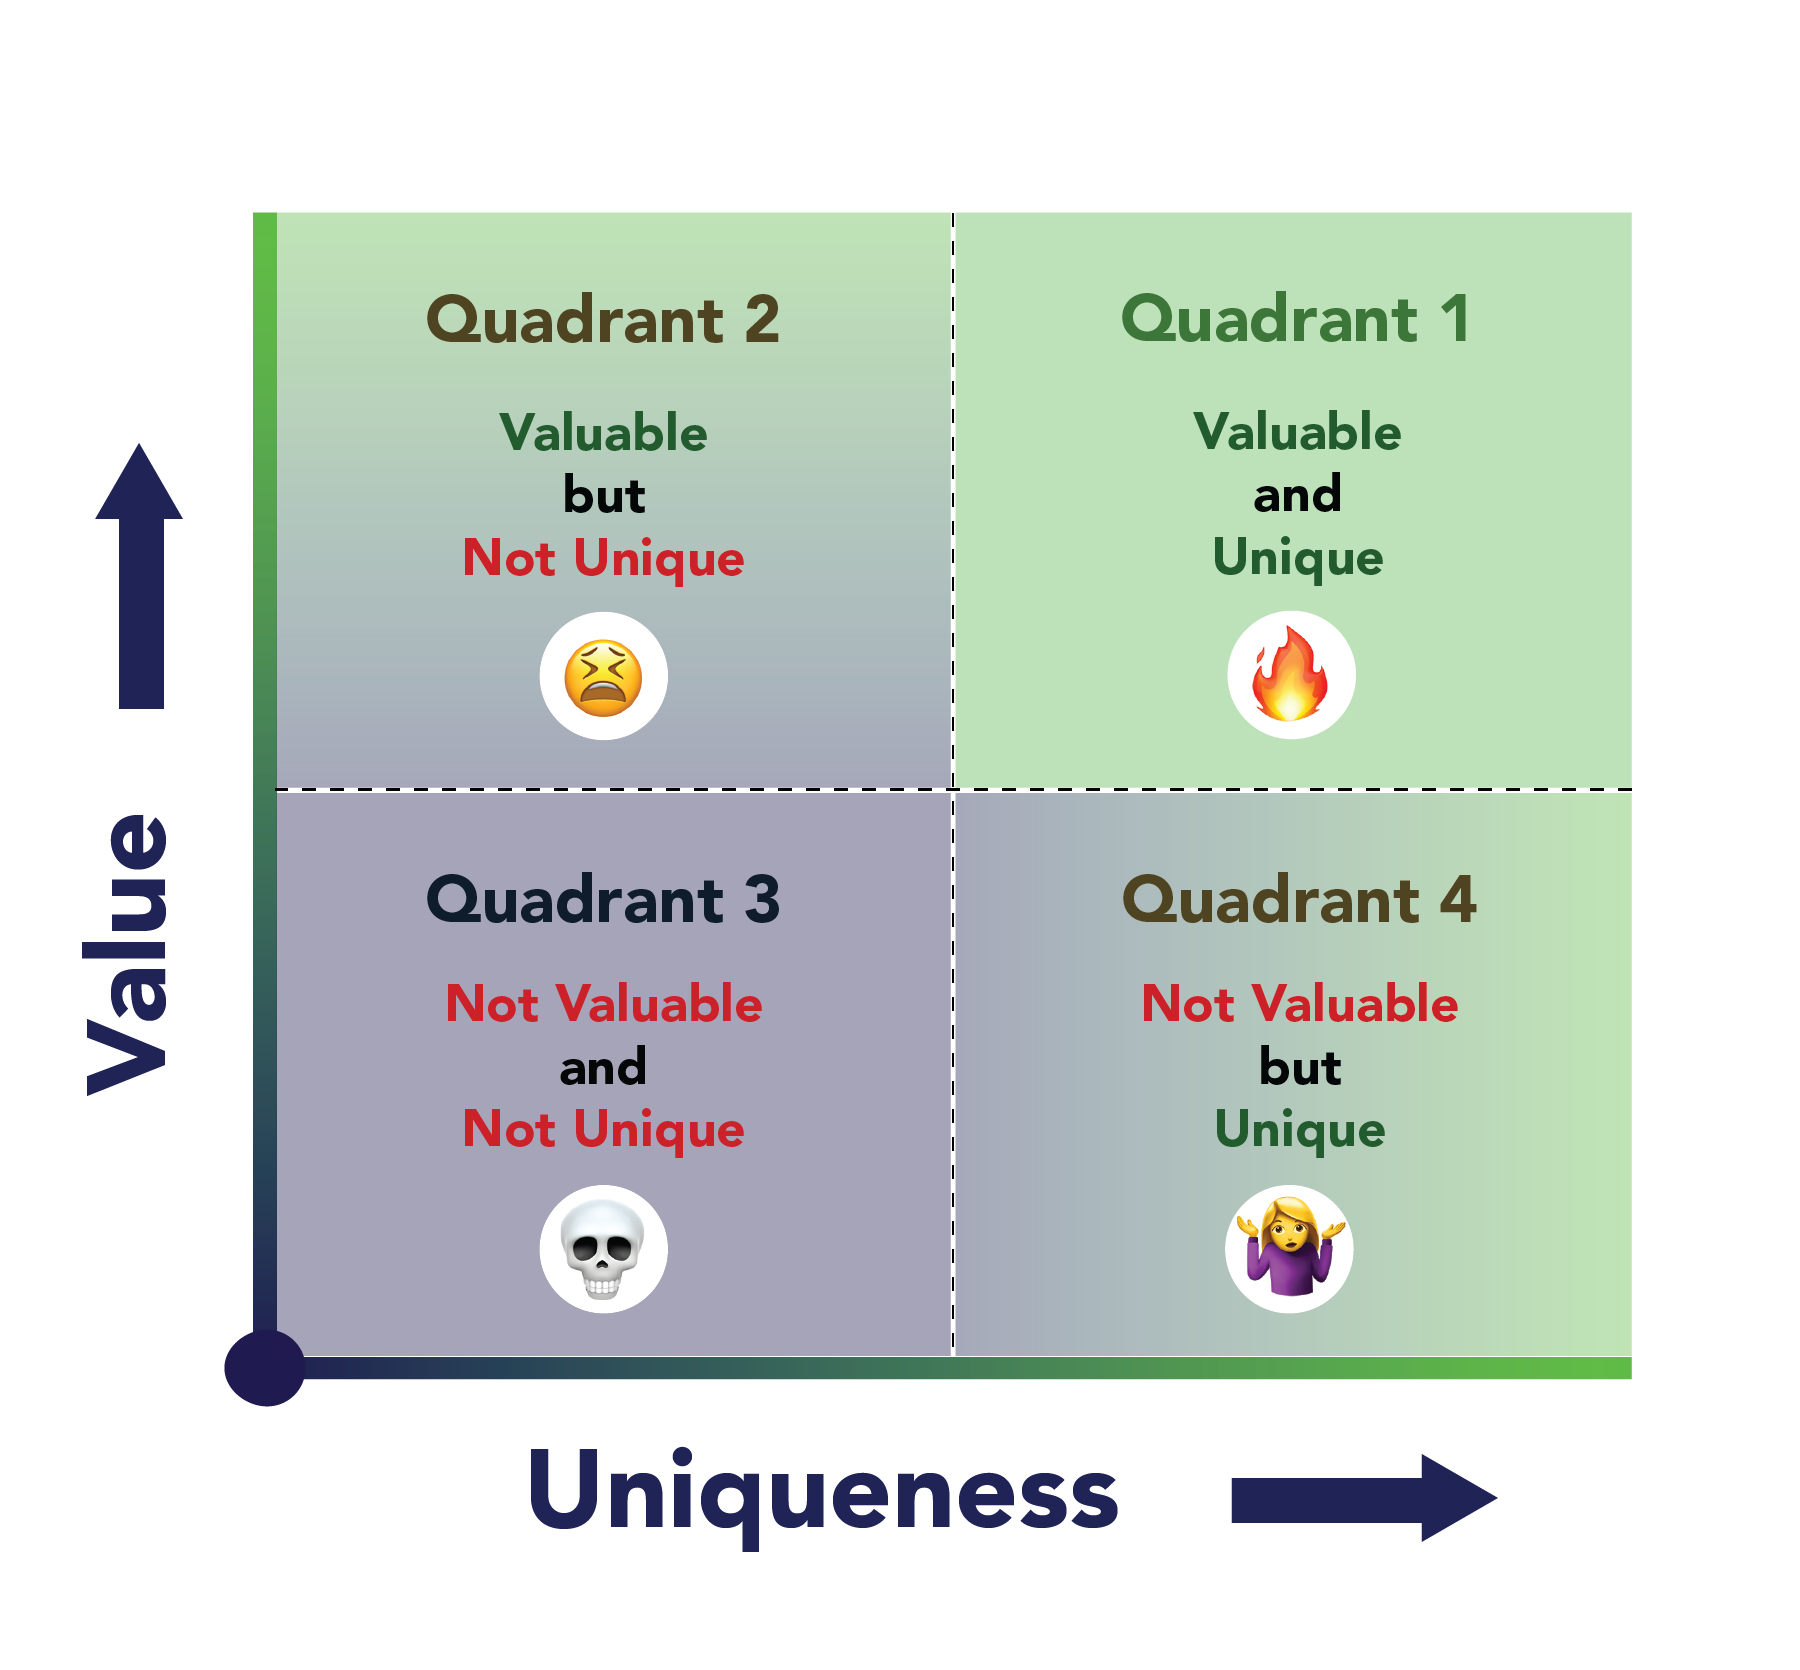 Quadrant 2
Valuable
but
Not Unique
Quadrant 1
Valuable
and
Unique
Quadrant 3
Not Valuable
and
Not Unique
Quadrant 4
Not Valuable
but
Unique
Value
Uniqueness